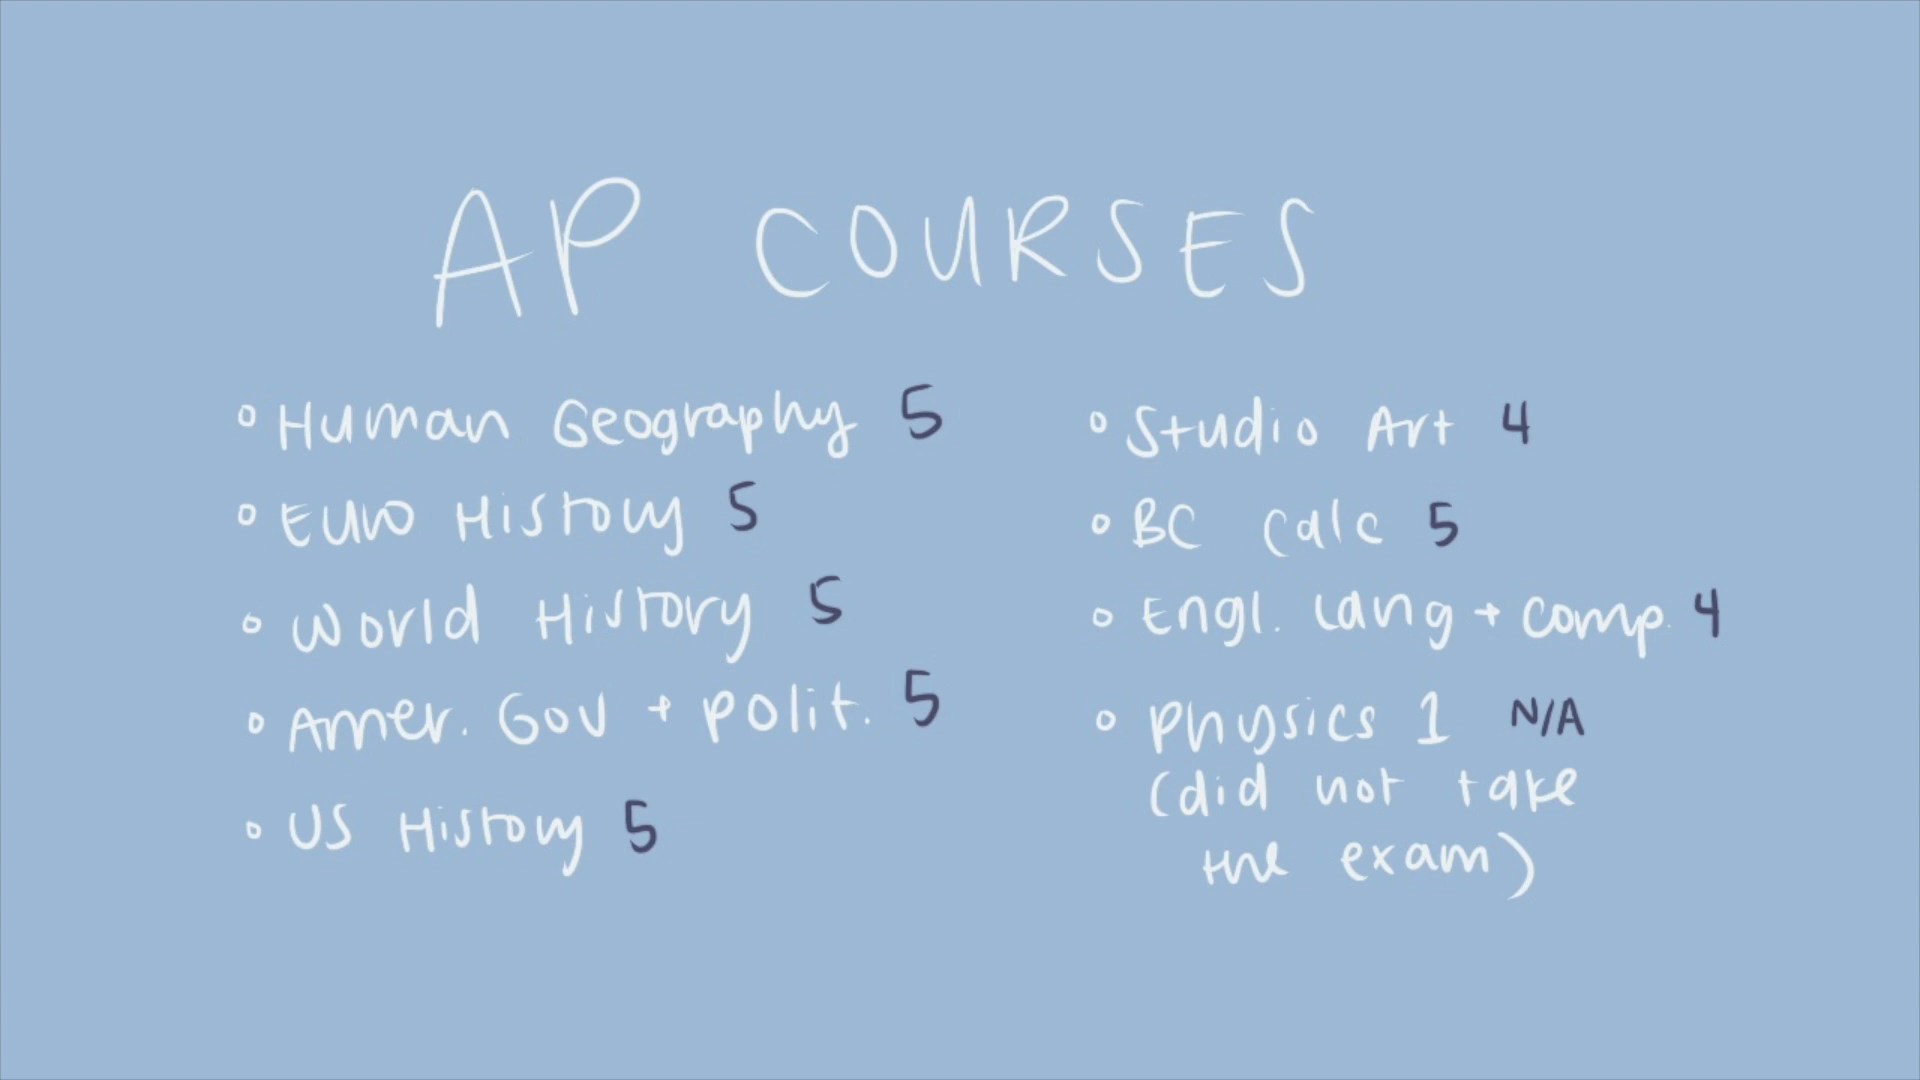 AP COURSES
Human Geography 5
Euro History 5
World History 5
Amer. Gov + polit. 5
US History 5
Studio Art 4
BC Calc 5
Engl. Lang + Comp. 4
Physics 1 N/A
(did not take
the exam)